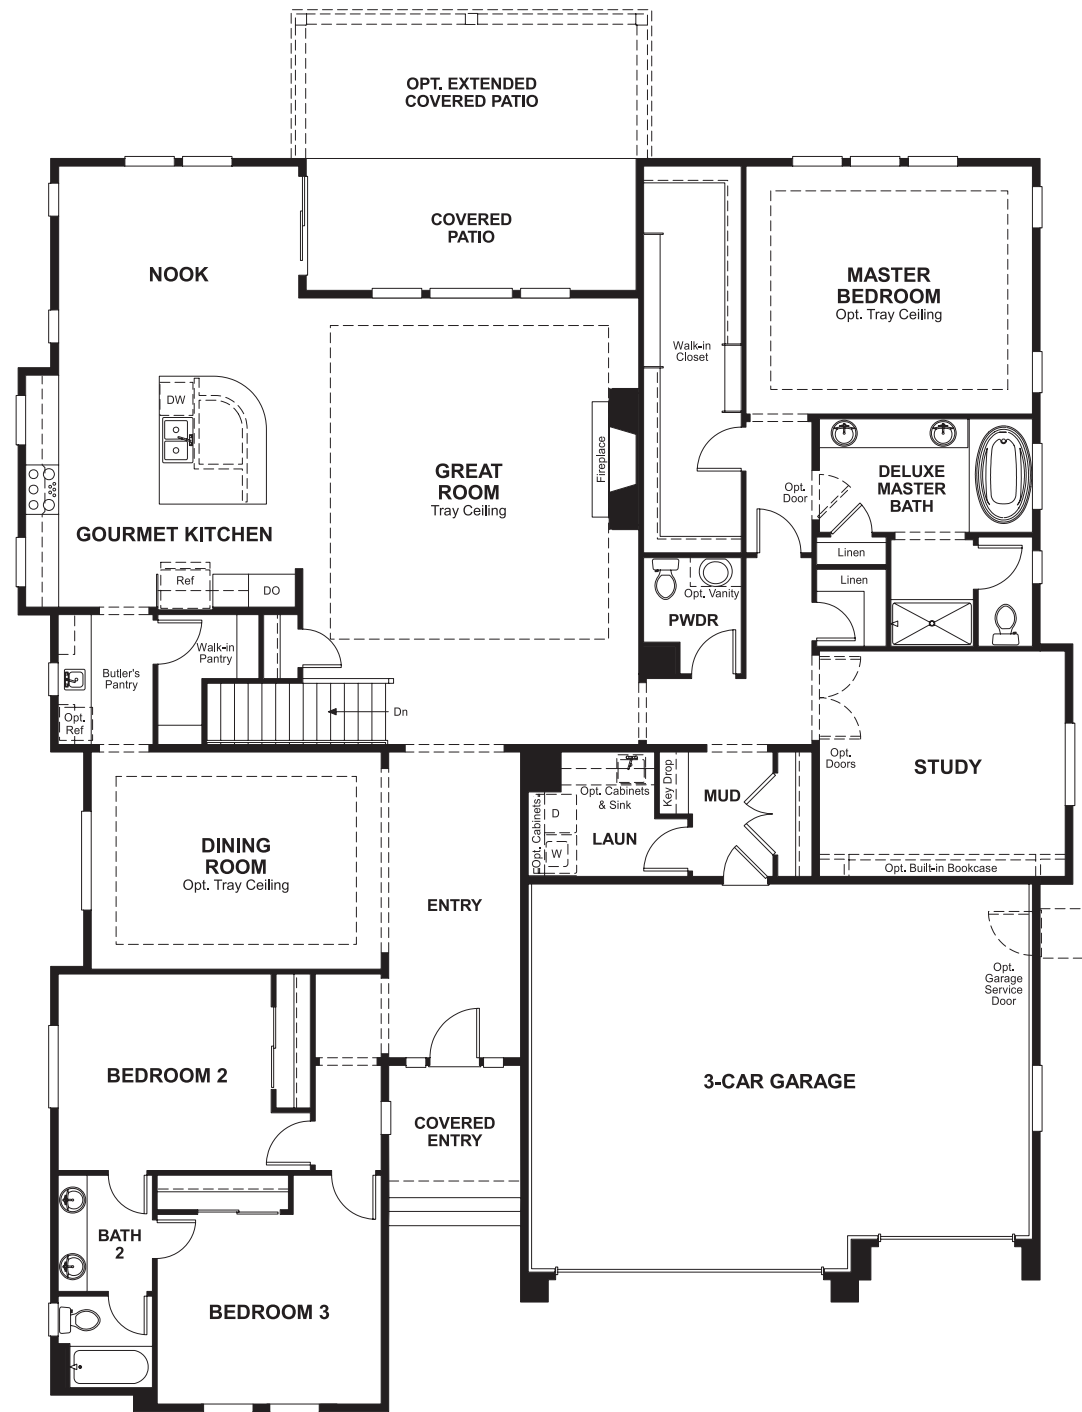 OPT. EXTENDED
COVERED PATIO
COVERED
PATIO
NOOK
MASTER
BEDROOM
Opt. Tray Ceiling
Walk-in
Closet
DW
GREAT
ROOM
Tray Ceiling
Fireplace
Opt.
Door
DELUXE
MASTER
BATH
GOURMET KITCHEN
Ref
DO
Linen
Linen
Opt. Vanity
PWDR
Walk-in
Pantry
Butler's
Pantry
Opt.
Ref
Dn
Opt.
Doors
STUDY
Opt. Built-in Bookcase
Key Drop
MUD
Opt. Cabinets
& Sink
Opt. Cabinets
D
W
LAUN
DINING
ROOM
Opt. Tray Ceiling
ENTRY
Opt.
Garage
Service
Door
BEDROOM 2
3-CAR GARAGE
COVERED
ENTRY
BATH
2
BEDROOM 3